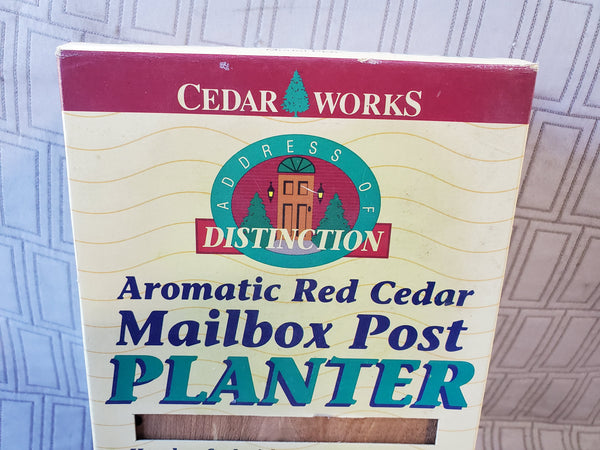 CEDAR WORKS
ADDRESS OF
DISTINCTION
Aromatic Red Cedar
Mailbox Post
PLANTER